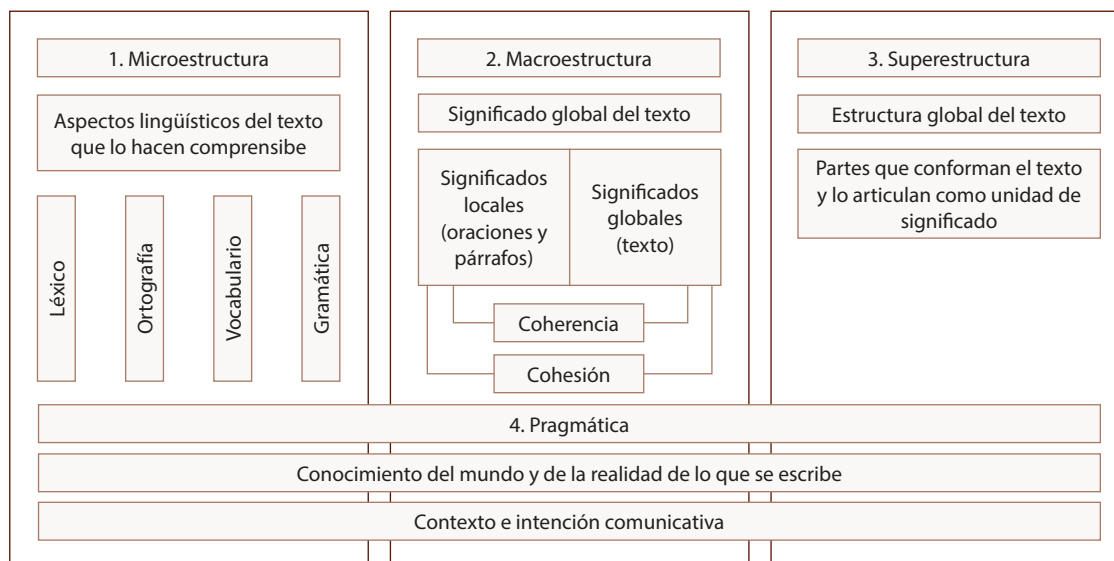 1. Microestructura
Aspectos lingüísticos del texto
que lo hacen comprensibe
Léxico
Ortografía
Vocabulario
Gramática
2. Macroestructura
Significado global del texto
Significados
locales
(oraciones y
párrafos)
Significados
globales
(texto)
Coherencia
Cohesión
3. Superestructura
Estructura global del texto
Partes que conforman el texto
y lo articulan como unidad de
significado
4. Pragmática
Conocimiento del mundo y de la realidad de lo que se escribe
Contexto e intención comunicativa